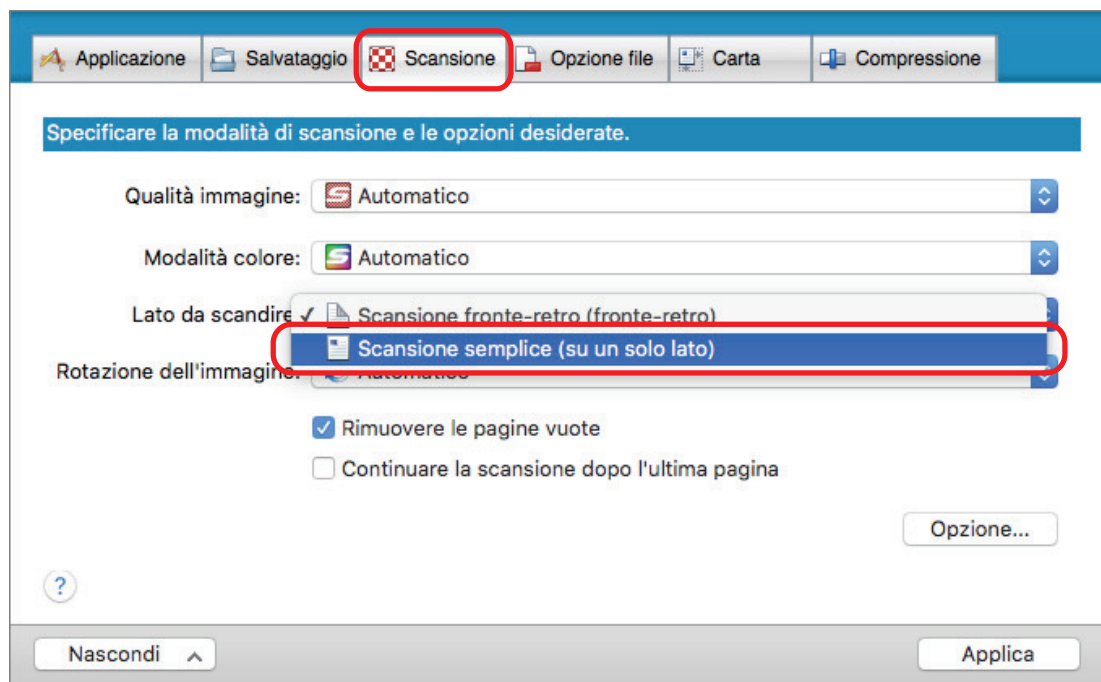 Applicazione Salvataggio Scansione Opzione file Carta Compressione
Specificare la modalità di scansione e le opzioni desiderate.
Qualità immagine: Automatico
Modalità colore: Automatico
Lato da scandire ✓ Scansione fronte-retro (fronte-retro)
Scansione semplice (su un solo lato)
Rotazione dell'immagine: Automatico
Rimuovere le pagine vuote
Continuare la scansione dopo l'ultima pagina
Opzione...
?
Nascondi Applica